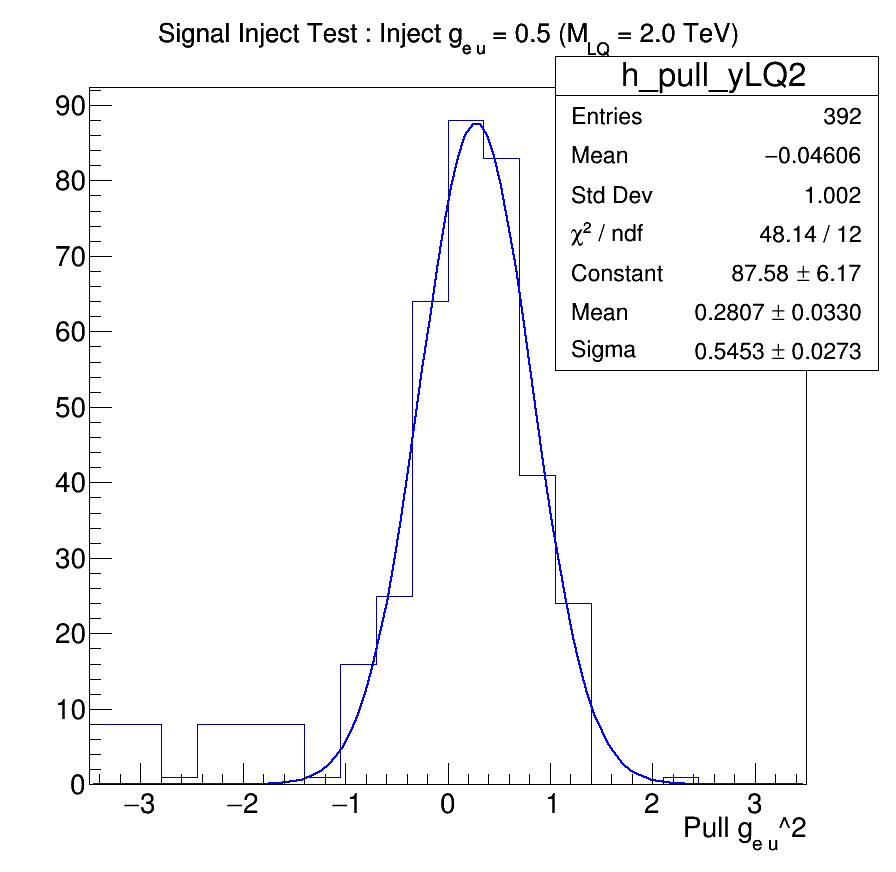 Signal Inject Test : Inject g_{e u} = 0.5 (M_{LQ} = 2.0 TeV)
h_pull_yLQ2
Entries 392
Mean −0.04606
Std Dev 1.002
χ² / ndf 48.14 / 12
Constant 87.58 ± 6.17
Mean 0.2807 ± 0.0330
Sigma 0.5453 ± 0.0273
90
80
70
60
50
40
30
20
10
0
−3 −2 −1 0 1 2 3
Pull g_{e u}^2